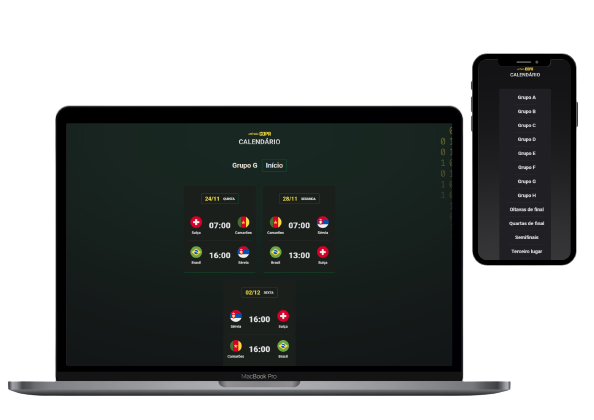 COPA
CALENDÁRIO
Grupo G Início
24/11 QUINTA
Suíça 07:00 Camarões
Brasil 16:00 Sérvia
28/11 SEGUNDA
Camarões 07:00 Sérvia
Brasil 13:00 Suíça
02/12 SEXTA
Sérvia 16:00 Suíça
Camarões 16:00 Brasil
MacBook Pro
COPA
CALENDÁRIO
Grupo A
Grupo B
Grupo C
Grupo D
Grupo E
Grupo F
Grupo G
Grupo H
Oitavas de final
Quartas de final
Semifinais
Terceiro lugar